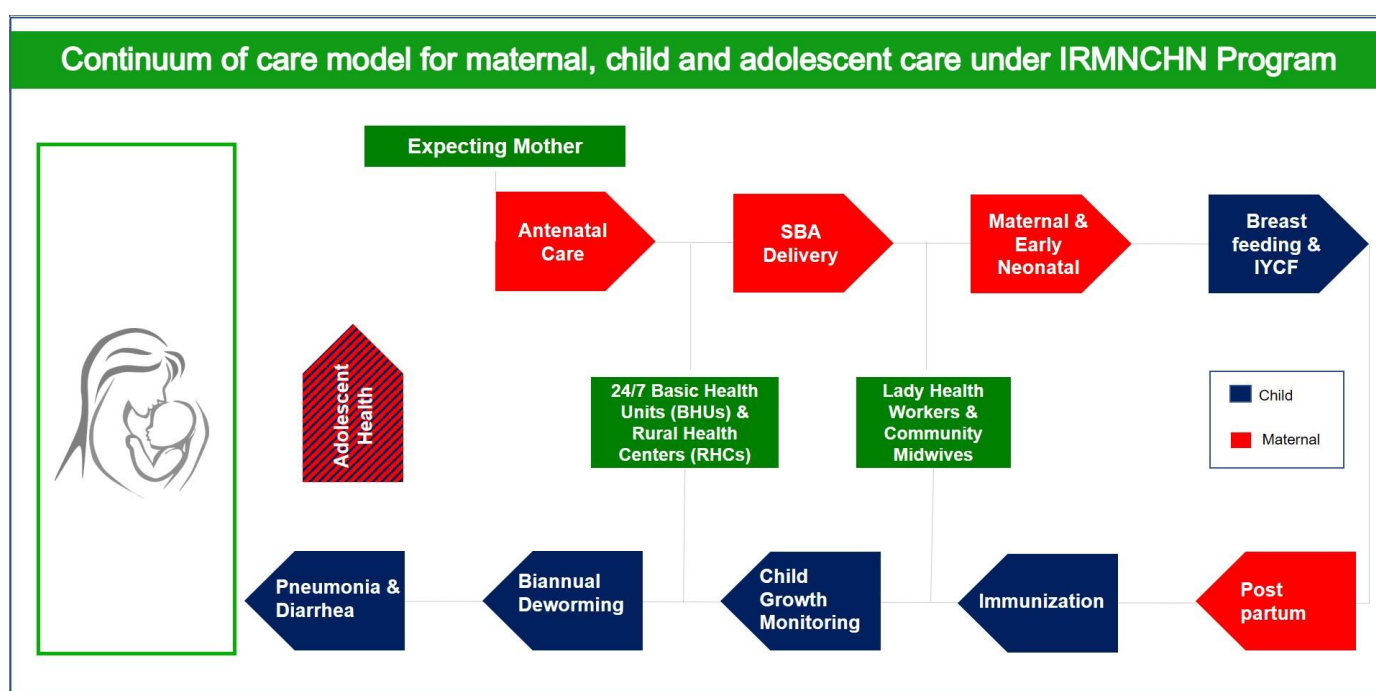 Continuum of care model for maternal, child and adolescent care under IRMNCHN Program
Expecting Mother
Antenatal
Care
SBA
Delivery
Maternal &
Early
Neonatal
Breast
feeding &
IYCF
Adolescent
Health
24/7 Basic Health
Units (BHUs) &
Rural Health
Centers (RHCs)
Lady Health
Workers &
Community
Midwives
Child
Maternal
Pneumonia &
Diarrhea
Biannual
Deworming
Child
Growth
Monitoring
Immunization
Post
partum